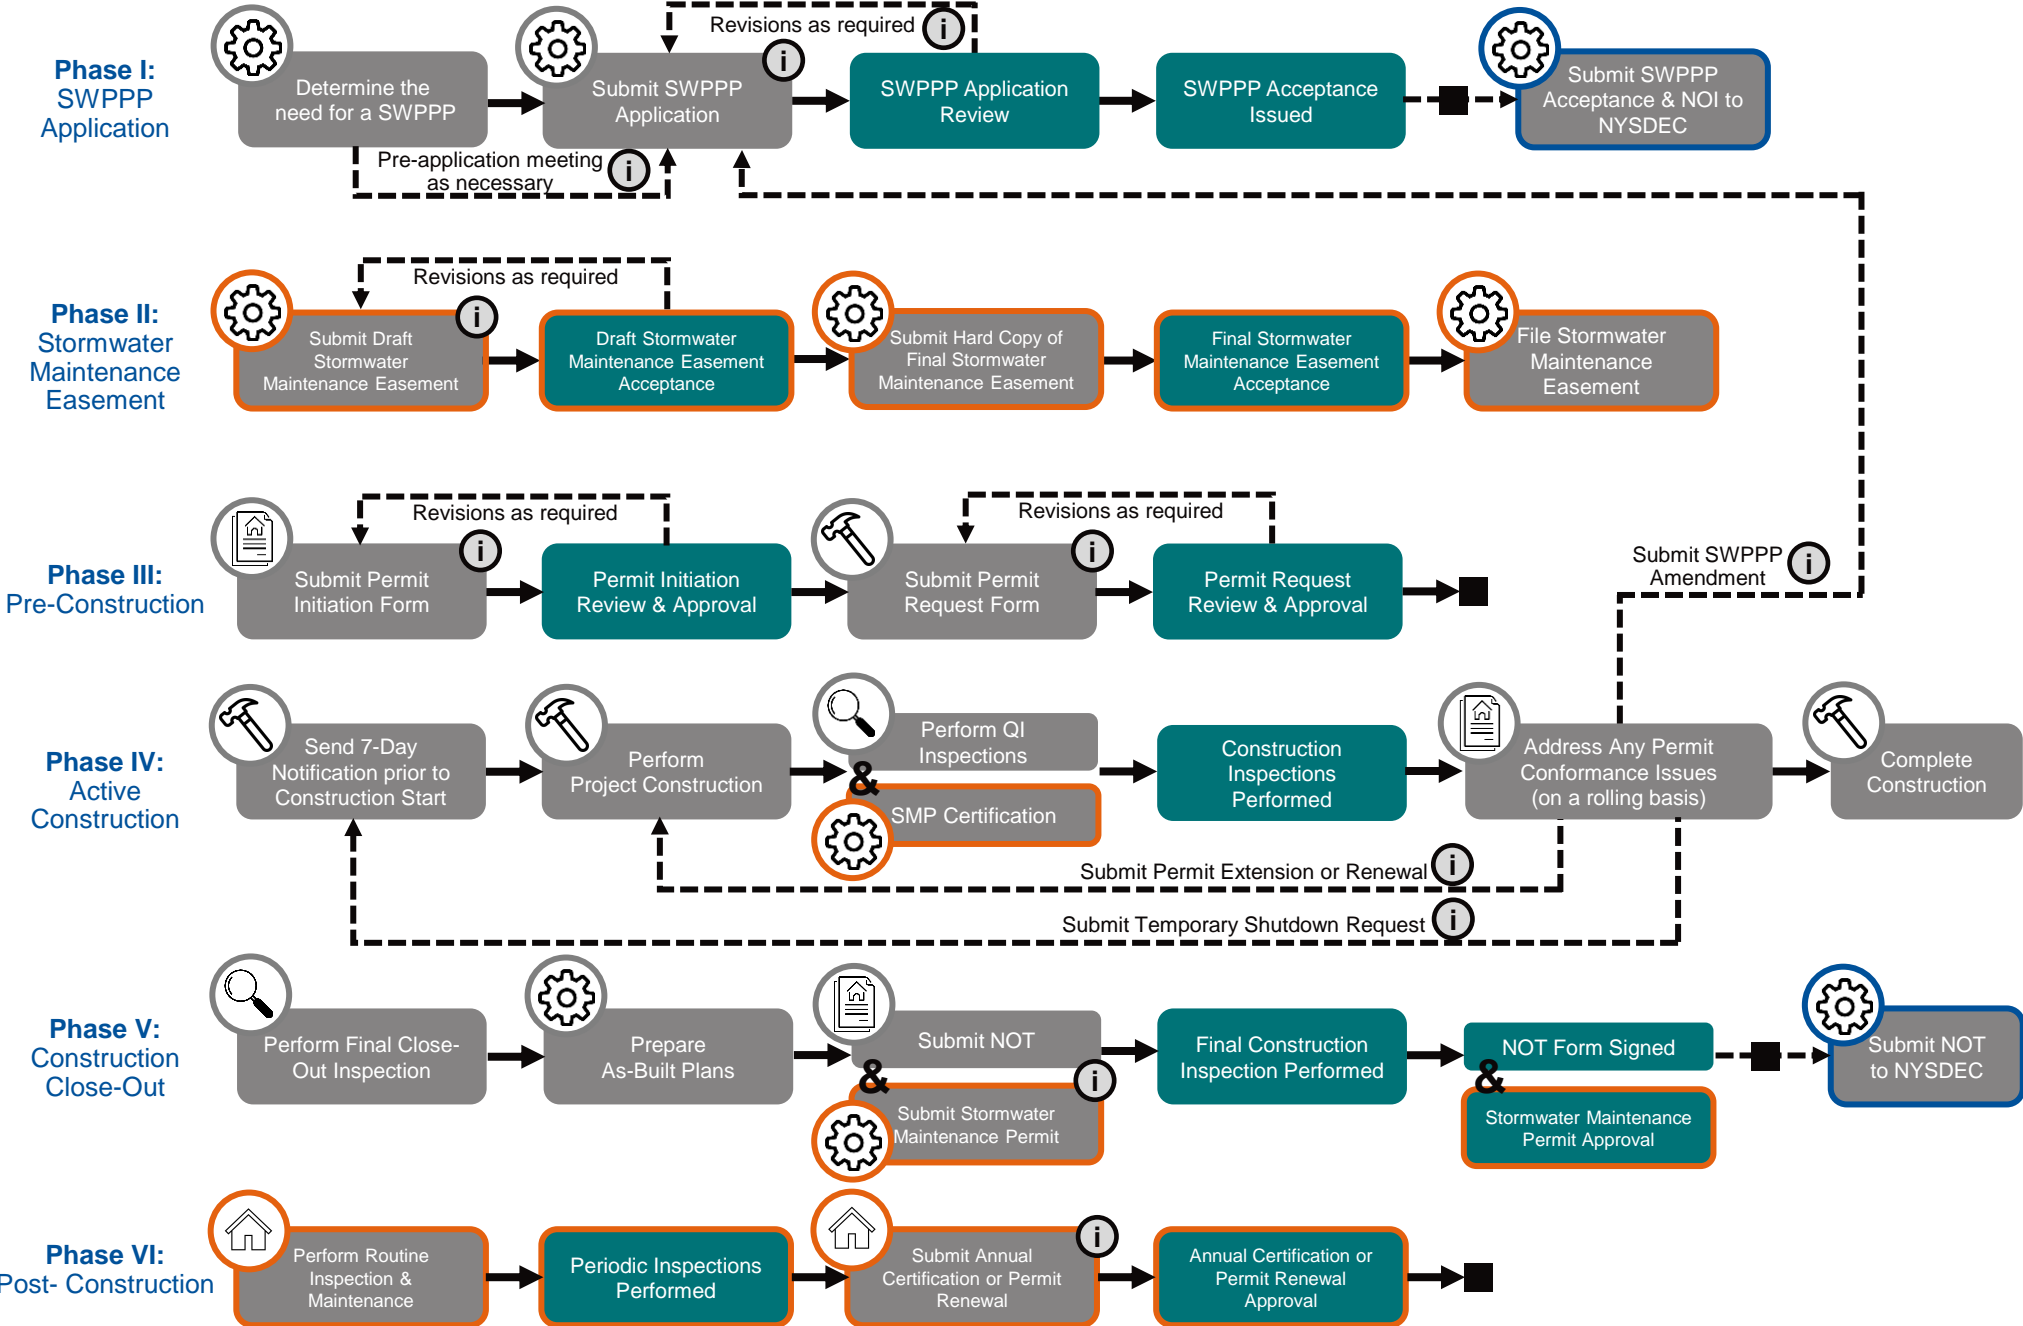 Phase I:
SWPPP
Application
Determine the
need for a SWPPP
Submit SWPPP
Application
Revisions as required
i
i
SWPPP Application
Review
SWPPP Acceptance
Issued
Submit SWPPP
Acceptance & NOI to
NYSDEC
Pre-application meeting
as necessary
i
Phase II:
Stormwater
Maintenance
Easement
Revisions as required
Submit Draft
Stormwater
Maintenance Easement
i
Draft Stormwater
Maintenance Easement
Acceptance
Submit Hard Copy of
Final Stormwater
Maintenance Easement
Final Stormwater
Maintenance Easement
Acceptance
File Stormwater
Maintenance
Easement
Phase III:
Pre-Construction
Revisions as required
Submit Permit
Initiation Form
i
Permit Initiation
Review & Approval
Revisions as required
Submit Permit
Request Form
i
Permit Request
Review & Approval
Submit SWPPP
Amendment
i
Phase IV:
Active
Construction
Send 7-Day
Notification prior to
Construction Start
Perform
Project Construction
Perform QI
Inspections
&
SMP Certification
Construction
Inspections
Performed
Address Any Permit
Conformance Issues
(on a rolling basis)
Complete
Construction
Submit Permit Extension or Renewal
i
Submit Temporary Shutdown Request
i
Phase V:
Construction
Close-Out
Perform Final Close-
Out Inspection
Prepare
As-Built Plans
Submit NOT
&
Submit Stormwater
Maintenance Permit
i
Final Construction
Inspection Performed
NOT Form Signed
&
Stormwater Maintenance
Permit Approval
Submit NOT
to NYSDEC
Phase VI:
Post- Construction
Perform Routine
Inspection &
Maintenance
Periodic Inspections
Performed
Submit Annual
Certification or Permit
Renewal
i
Annual Certification or
Permit Renewal
Approval